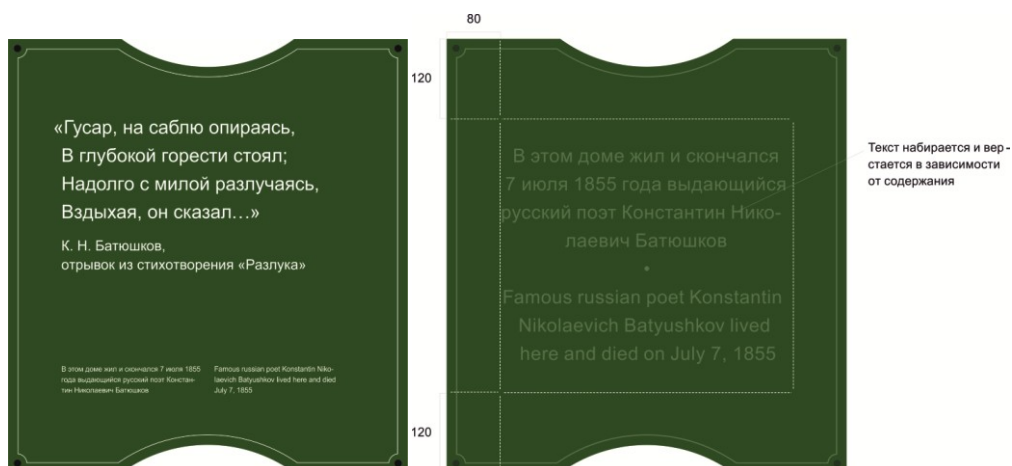 80
120
«Гусар, на саблю опираясь,
В глубокой горести стоял;
Надолго с милой разлучаясь,
Вздыхая, он сказал…»
К. Н. Батюшков,
отрывок из стихотворения «Разлука»
В этом доме жил и скончался 7 июля 1855
года выдающийся русский поэт Констан-
тин Николаевич Батюшков
Famous russian poet Konstantin Niko-
laevich Batyushkov lived here and died
July 7, 1855
В этом доме жил и скончался
7 июля 1855 года выдающийся
русский поэт Константин Нико-
лаевич Батюшков
•
Famous russian poet Konstantin
Nikolaevich Batyushkov lived
here and died on July 7, 1855
Текст набирается и вер-
стается в зависимости
от содержания
120